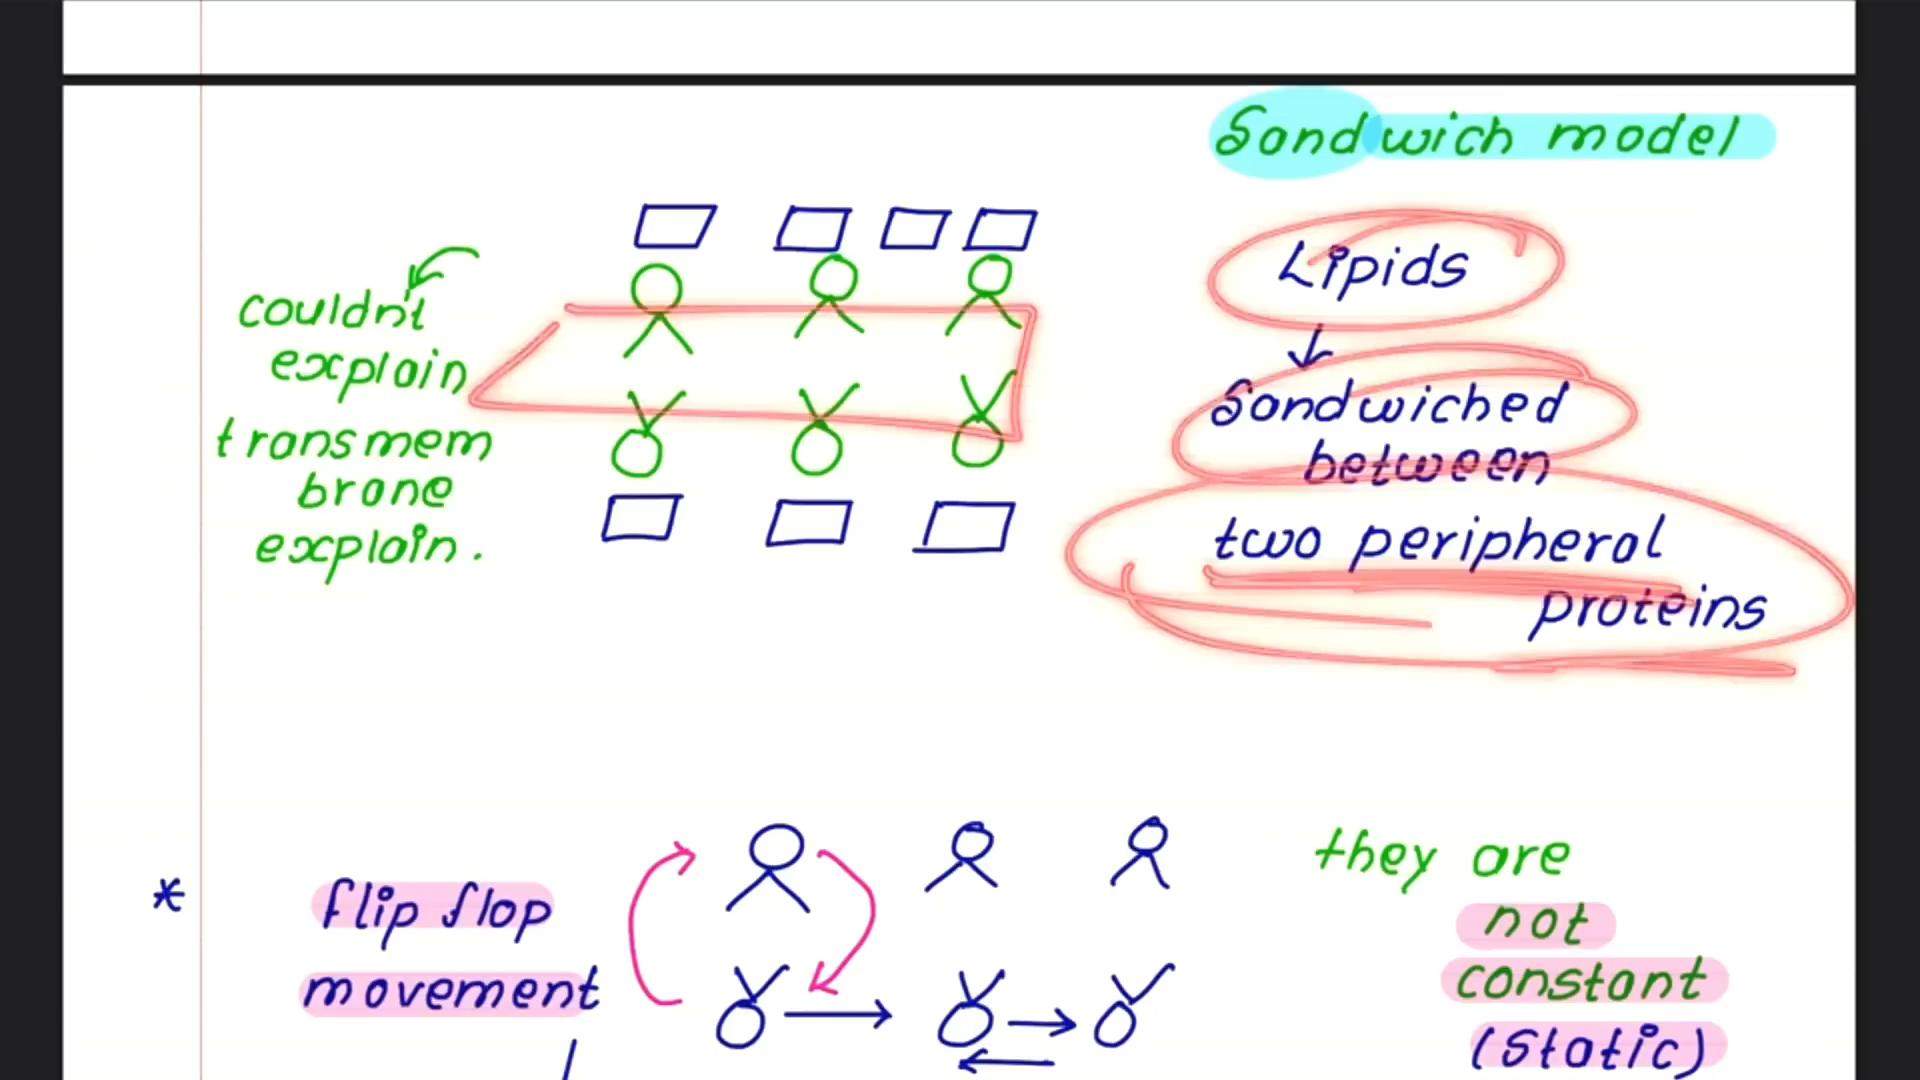 Sandwich model
Lipids
↓
Sandwiched
between
two peripheral
proteins
couldn't
explain
transmem
brane
explain.
* flip flop
movement
they are
not
constant
(static)